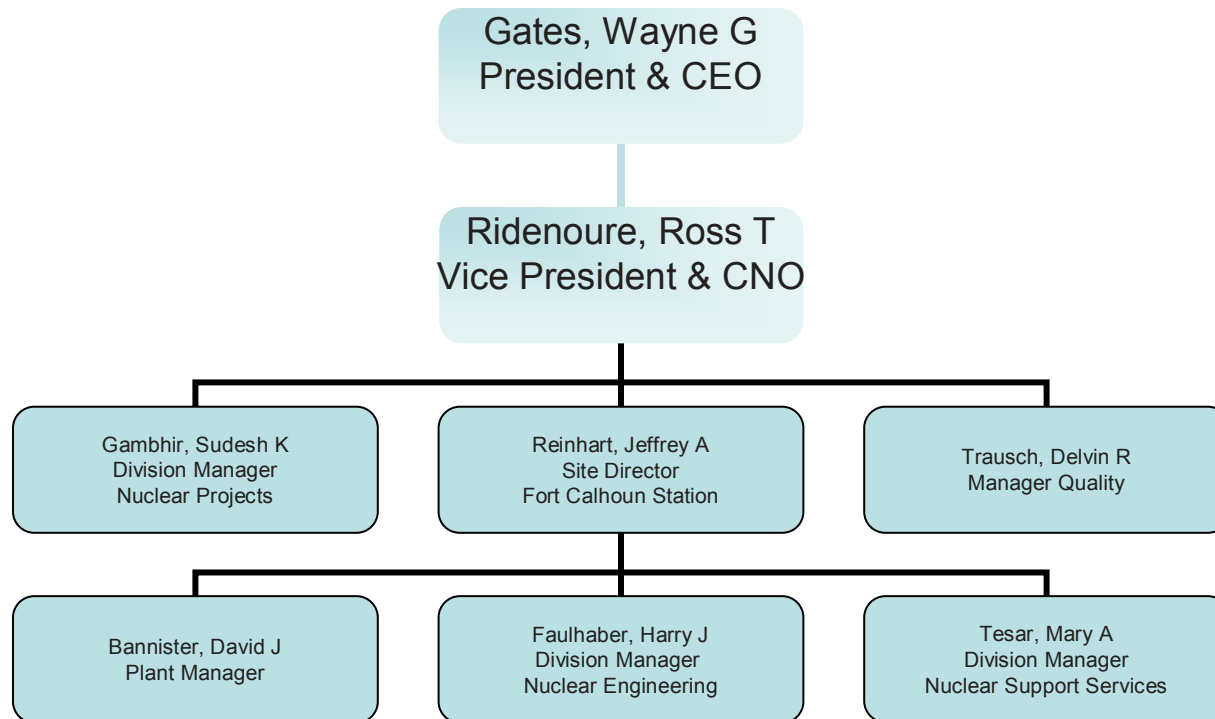 Gates, Wayne G
President & CEO
Ridenoure, Ross T
Vice President & CNO
Gambhir, Sudesh K
Division Manager
Nuclear Projects
Reinhart, Jeffrey A
Site Director
Fort Calhoun Station
Trausch, Delvin R
Manager Quality
Bannister, David J
Plant Manager
Faulhaber, Harry J
Division Manager
Nuclear Engineering
Tesar, Mary A
Division Manager
Nuclear Support Services